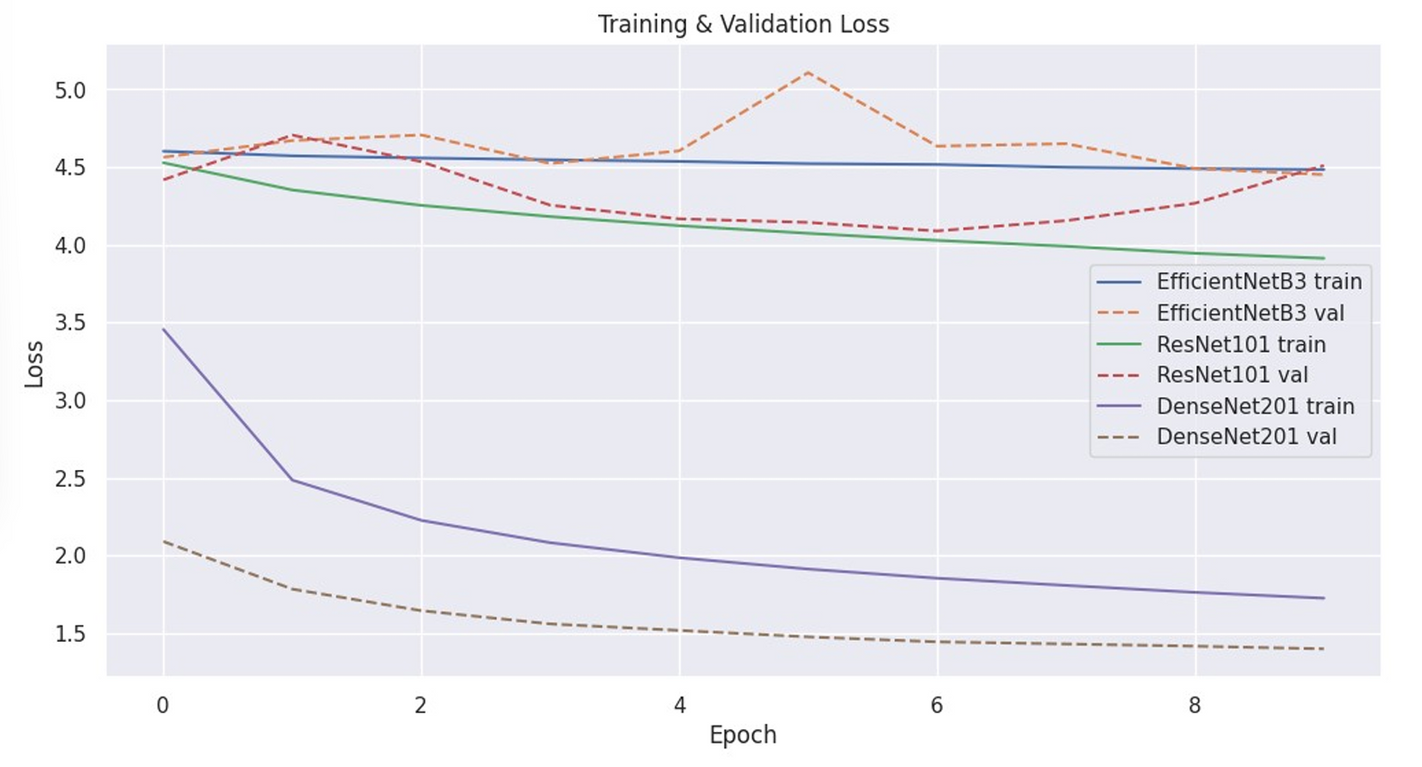 Training & Validation Loss
5.0
4.5
4.0
3.5
3.0
2.5
2.0
1.5
Loss
EfficientNetB3 train
EfficientNetB3 val
ResNet101 train
ResNet101 val
DenseNet201 train
DenseNet201 val
0 2 4 6 8
Epoch